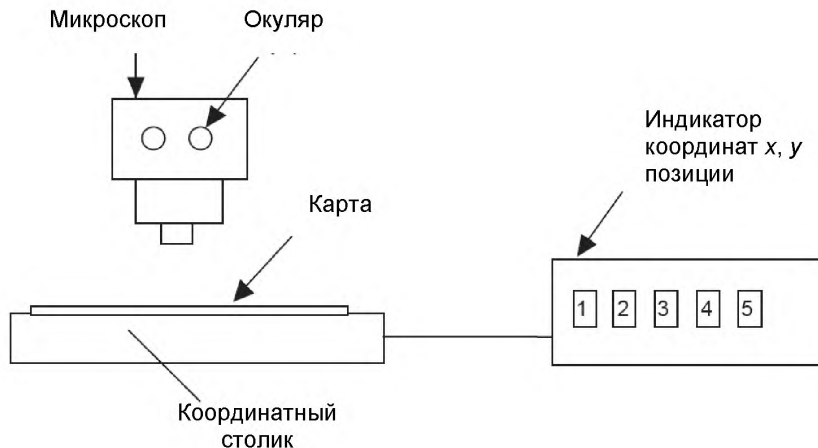 Микроскоп
Окуляр
Индикатор
координат x, y
позиции
Карта
1 2 3 4 5
Координатный
столик